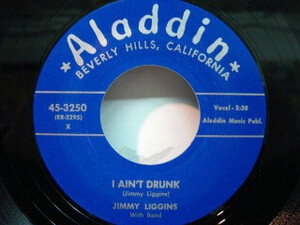 Aladdin
BEVERLY HILLS, CALIFORNIA
45-3250
(RR-2295)
X
Vocal - 2:38
Aladdin Music Publ.
I AIN'T DRUNK
(Jimmy Liggins)
JIMMY LIGGINS
With Band